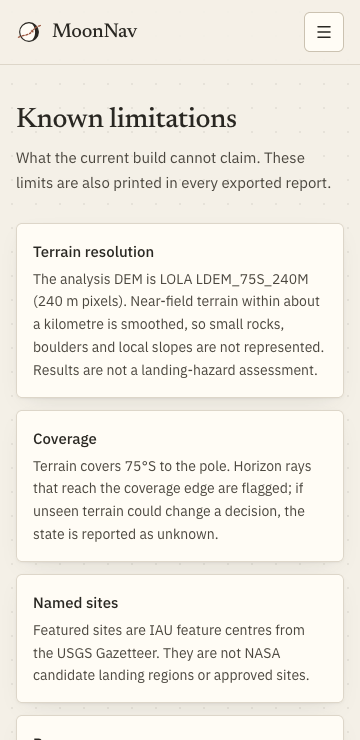 MoonNav
Known limitations
What the current build cannot claim. These
limits are also printed in every exported report.
Terrain resolution
The analysis DEM is LOLA LDEM_75S_240M
(240 m pixels). Near-field terrain within about
a kilometre is smoothed, so small rocks,
boulders and local slopes are not represented.
Results are not a landing-hazard assessment.
Coverage
Terrain covers 75°S to the pole. Horizon rays
that reach the coverage edge are flagged; if
unseen terrain could change a decision, the
state is reported as unknown.
Named sites
Featured sites are IAU feature centres from
the USGS Gazetteer. They are not NASA
candidate landing regions or approved sites.